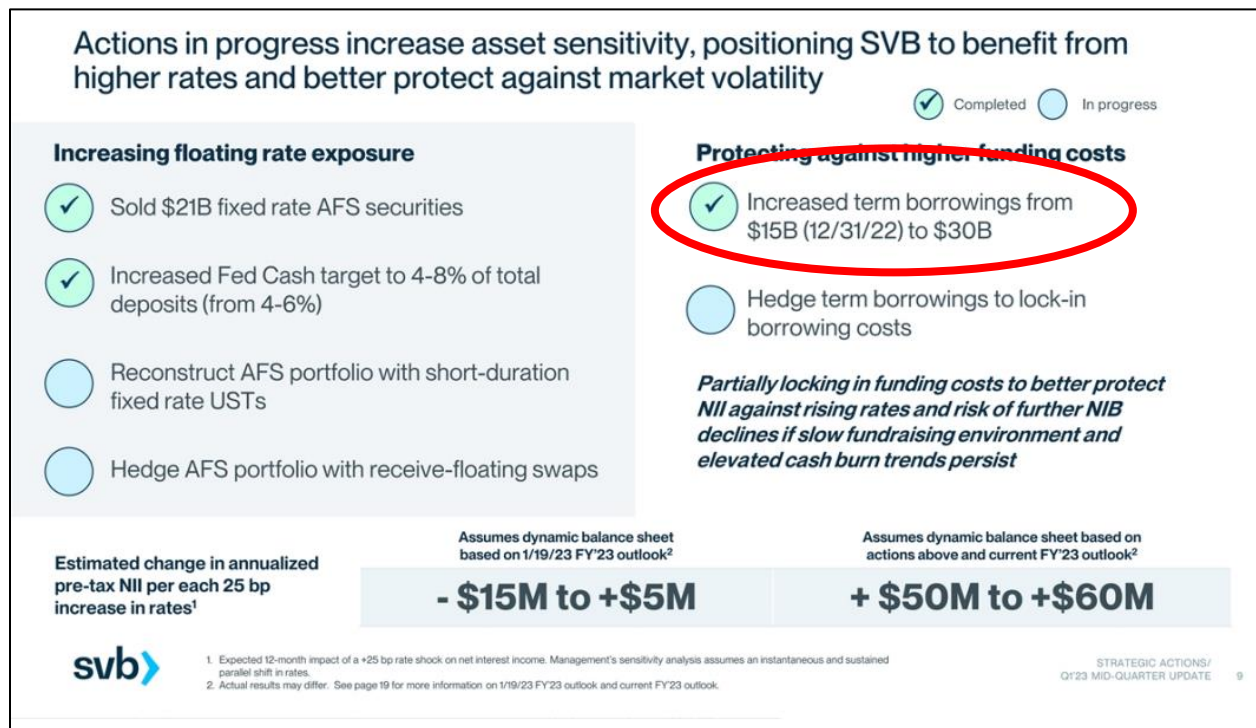 Actions in progress increase asset sensitivity, positioning SVB to benefit from
higher rates and better protect against market volatility
Completed
In progress
Increasing floating rate exposure
Sold $21B fixed rate AFS securities
Increased Fed Cash target to 4-8% of total
deposits (from 4-6%)
Reconstruct AFS portfolio with short-duration
fixed rate USTs
Hedge AFS portfolio with receive-floating swaps
Protecting against higher funding costs
Increased term borrowings from
$15B (12/31/22) to $30B
Hedge term borrowings to lock-in
borrowing costs
Partially locking in funding costs to better protect
NII against rising rates and risk of further NIB
declines if slow fundraising environment and
elevated cash burn trends persist
Estimated change in annualized
pre-tax NII per each 25 bp
increase in rates¹
Assumes dynamic balance sheet
based on 1/19/23 FY'23 outlook²
- $15M to +$5M
Assumes dynamic balance sheet based on
actions above and current FY'23 outlook²
+ $50M to +$60M
svb
1. Expected 12-month impact of a +25 bp rate shock on net interest income. Management's sensitivity analysis assumes an instantaneous and sustained
parallel shift in rates.
2. Actual results may differ. See page 19 for more information on 1/19/23 FY'23 outlook and current FY'23 outlook.
STRATEGIC ACTIONS/
Q1'23 MID-QUARTER UPDATE 9